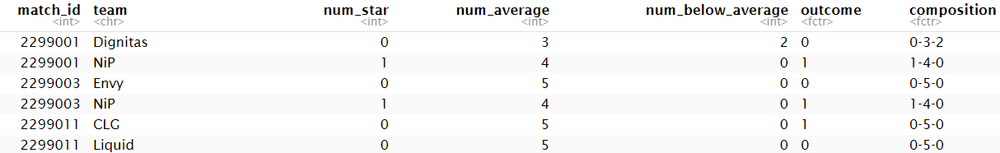 match_id team num_star num_average num_below_average outcome composition
<int> <chr> <int> <int> <int> <fctr> <fctr>
2299001 Dignitas 0 3 2 0 0-3-2
2299001 NiP 1 4 0 1 1-4-0
2299003 Envy 0 5 0 0 0-5-0
2299003 NiP 1 4 0 1 1-4-0
2299011 CLG 0 5 0 1 0-5-0
2299011 Liquid 0 5 0 0 0-5-0